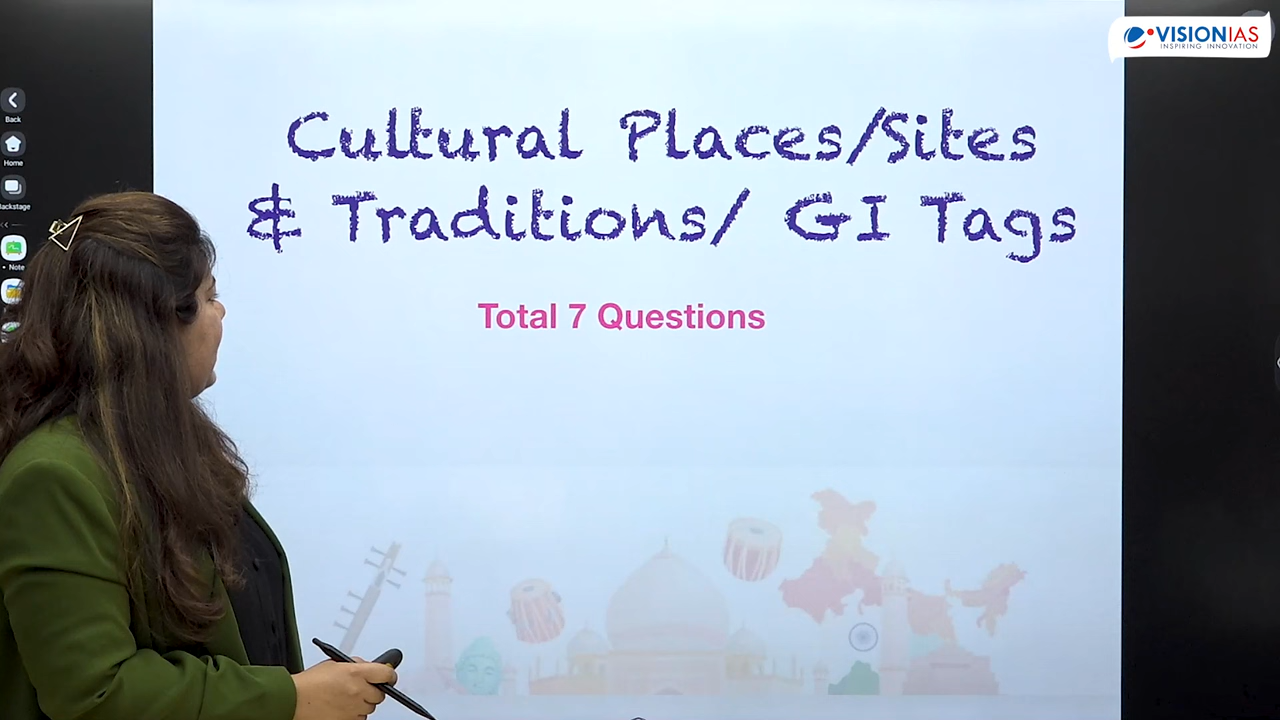 VISIONIAS
INSPIRING INNOVATION
Cultural Places/Sites
& Traditions/ GI Tags
Total 7 Questions
Back
Home
Backstage
Note